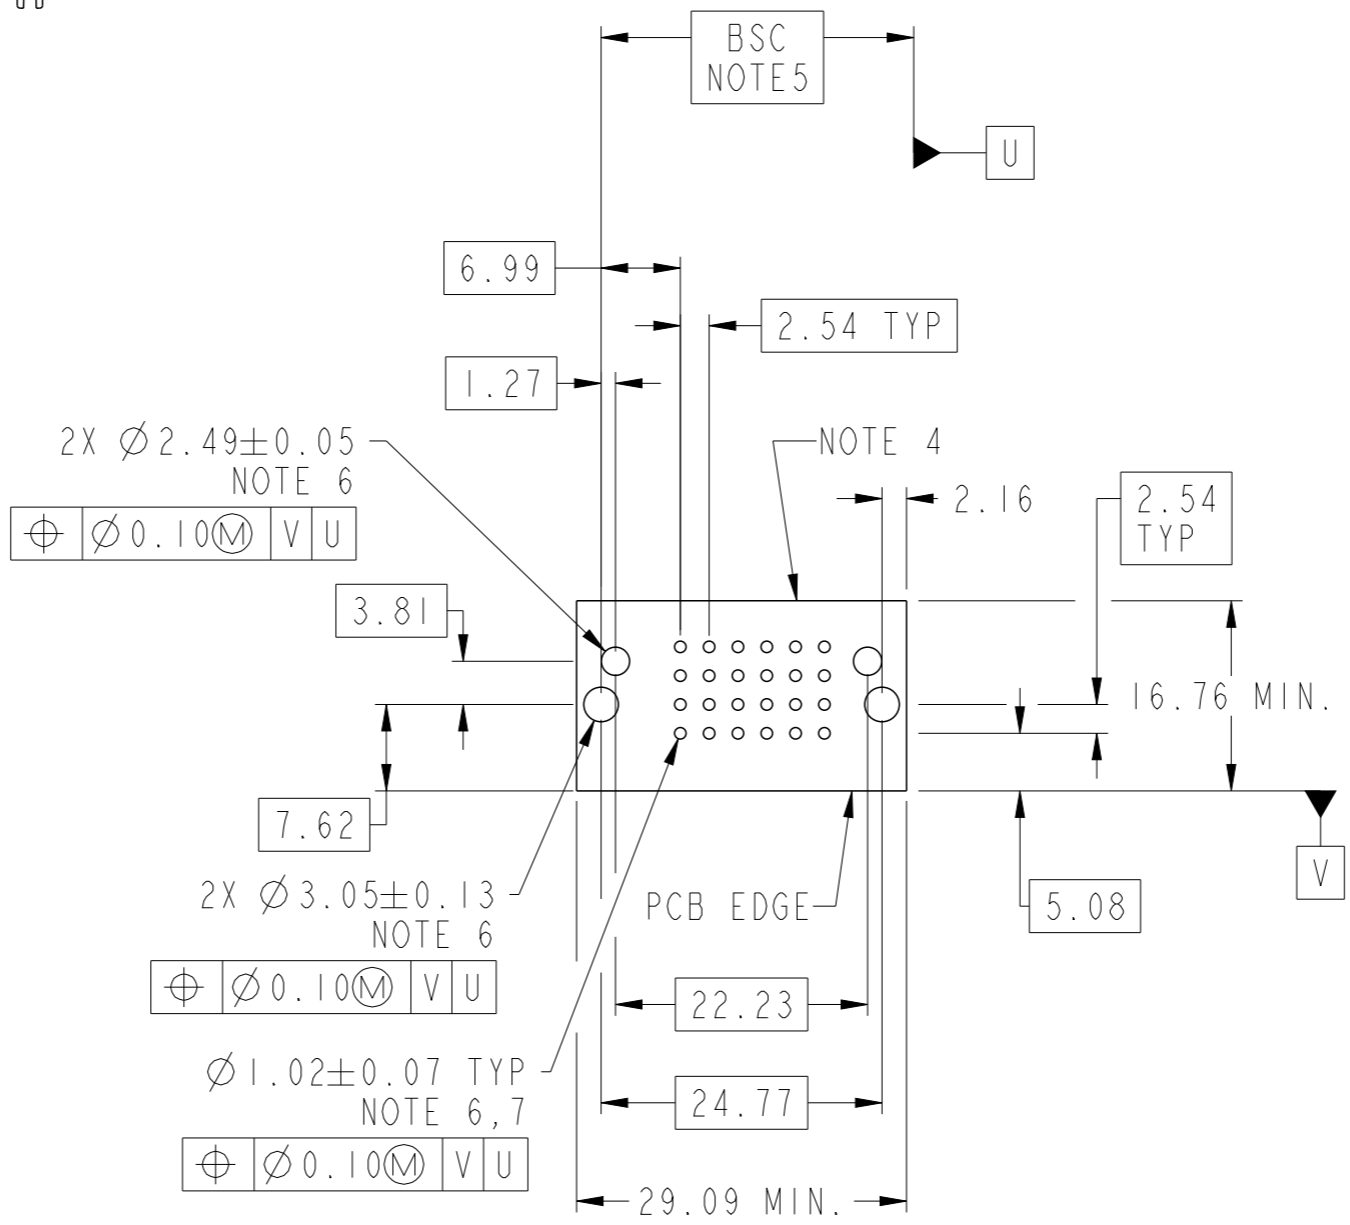 BSC
NOTE5
U
6.99
2.54 TYP
1.27
2X ∅2.49±0.05
NOTE 6
⌖ ∅0.10Ⓜ V U
NOTE 4
2.16
2.54
TYP
3.81
16.76 MIN.
7.62
2X ∅3.05±0.13
NOTE 6
⌖ ∅0.10Ⓜ V U
PCB EDGE
5.08
V
22.23
∅1.02±0.07 TYP
NOTE 6,7
⌖ ∅0.10Ⓜ V U
24.77
29.09 MIN.